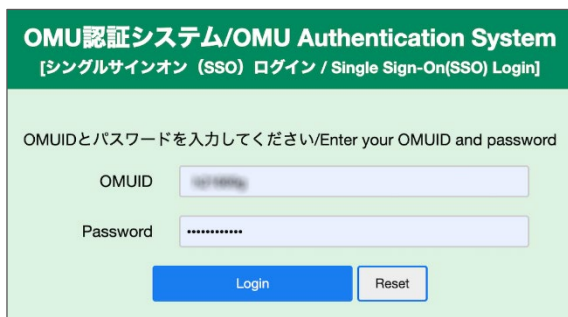 OMU認証システム/OMU Authentication System
[シングルサインオン（SSO）ログイン / Single Sign-On(SSO) Login]
OMUIDとパスワードを入力してください/Enter your OMUID and password
OMUID
Password ••••••••••••
Login Reset